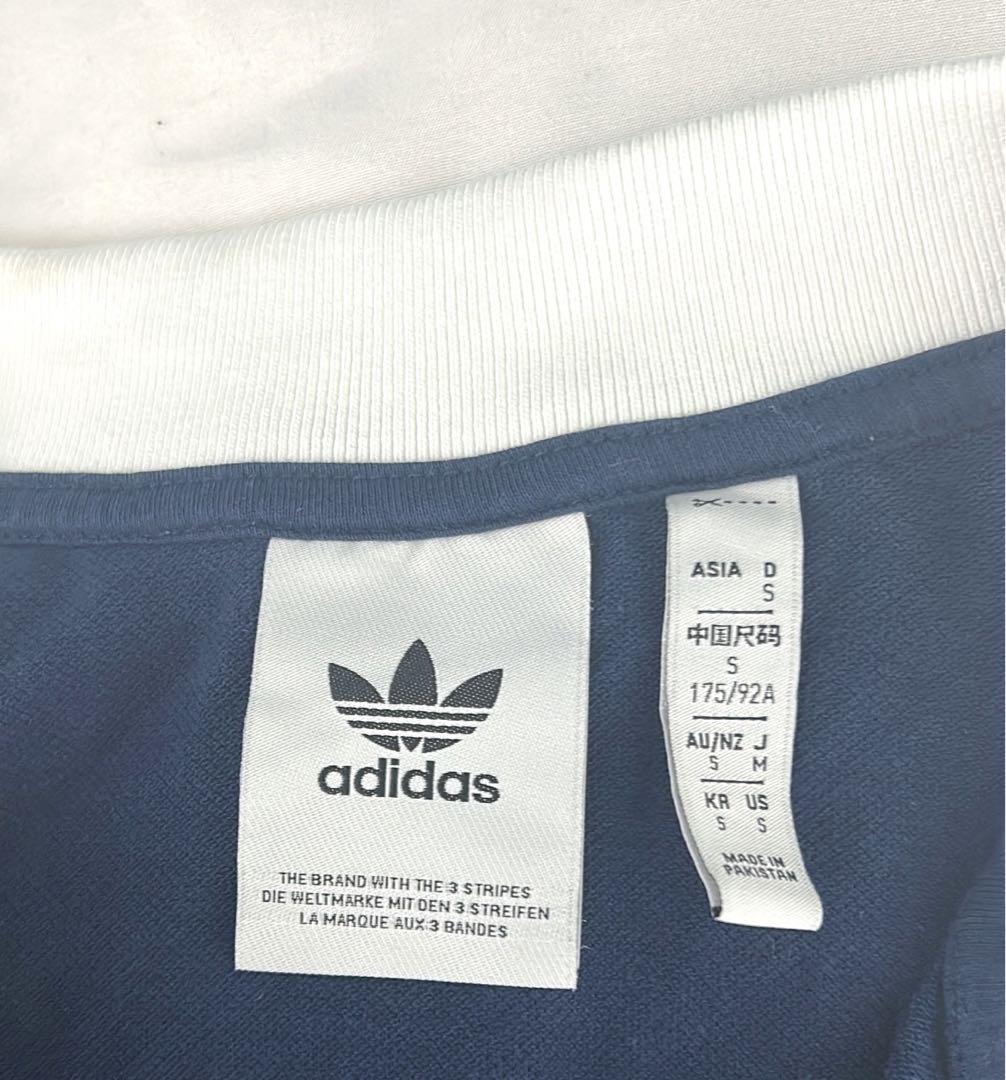 adidas
THE BRAND WITH THE 3 STRIPES
DIE WELTMARKE MIT DEN 3 STREIFEN
LA MARQUE AUX 3 BANDES
ASIA D
S
中国尺码
S
175/92A
AU/NZ J
S M
KR US
S S
MADE IN
PAKISTAN